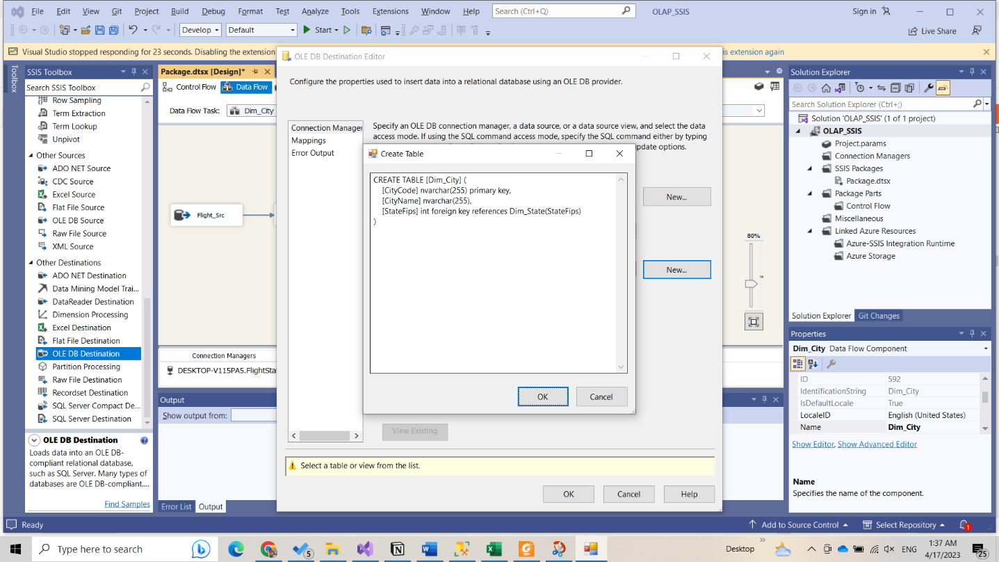 File Edit View Git Project Build Debug Format Test Analyze Tools Extensions Window Help Search (Ctrl+Q) OLAP_SSIS Sign in
Develop Default Start Live Share
Visual Studio stopped responding for 23 seconds. Disabling the extension
is extension again
Toolbox
SSIS Toolbox
Search SSIS Toolbox
Row Sampling
Term Extraction
Term Lookup
Unpivot
Other Sources
ADO NET Source
CDC Source
Excel Source
Flat File Source
OLE DB Source
Raw File Source
XML Source
Other Destinations
ADO NET Destination
Data Mining Model Trai...
DataReader Destination
Dimension Processing
Excel Destination
Flat File Destination
OLE DB Destination
Partition Processing
Raw File Destination
Recordset Destination
SQL Server Compact De...
SQL Server Destination
OLE DB Destination
Loads data into an OLE DB-
compliant relational database,
such as SQL Server. Many types of
databases are OLE DB-compliant....
Find Samples
Package.dtsx [Design]*
Control Flow Data Flow
Data Flow Task: Dim_City
Flight_Src
80%
Connection Managers
DESKTOP-V115PA5.FlightSta
Output
Show output from:
Error List Output
OLE DB Destination Editor
Configure the properties used to insert data into a relational database using an OLE DB provider.
Connection Manager
Mappings
Error Output
Specify an OLE DB connection manager, a data source, or a data source view, and select the data
access mode. If using the SQL command access mode, specify the SQL command either by typing
update options.
New...
New...
View Existing
Select a table or view from the list.
OK Cancel Help
Create Table
CREATE TABLE [Dim_City] (
[CityCode] nvarchar(255) primary key,
[CityName] nvarchar(255),
[StateFips] int foreign key references Dim_State(StateFips)
)
OK Cancel
Solution Explorer
Search Solution Explorer (Ctrl+;)
Solution 'OLAP_SSIS' (1 of 1 project)
OLAP_SSIS
Project.params
Connection Managers
SSIS Packages
Package.dtsx
Package Parts
Control Flow
Miscellaneous
Linked Azure Resources
Azure-SSIS Integration Runtime
Azure Storage
Solution Explorer Git Changes
Properties
Dim_City Data Flow Component
ID 592
IdentificationString Dim_City
IsDefaultLocale True
LocaleID English (United States)
Name Dim_City
Show Editor, Show Advanced Editor
Name
Specifies the name of the component.
Ready Add to Source Control Select Repository 1
Type here to search 5 Desktop ENG 1:37 AM
4/17/2023 25